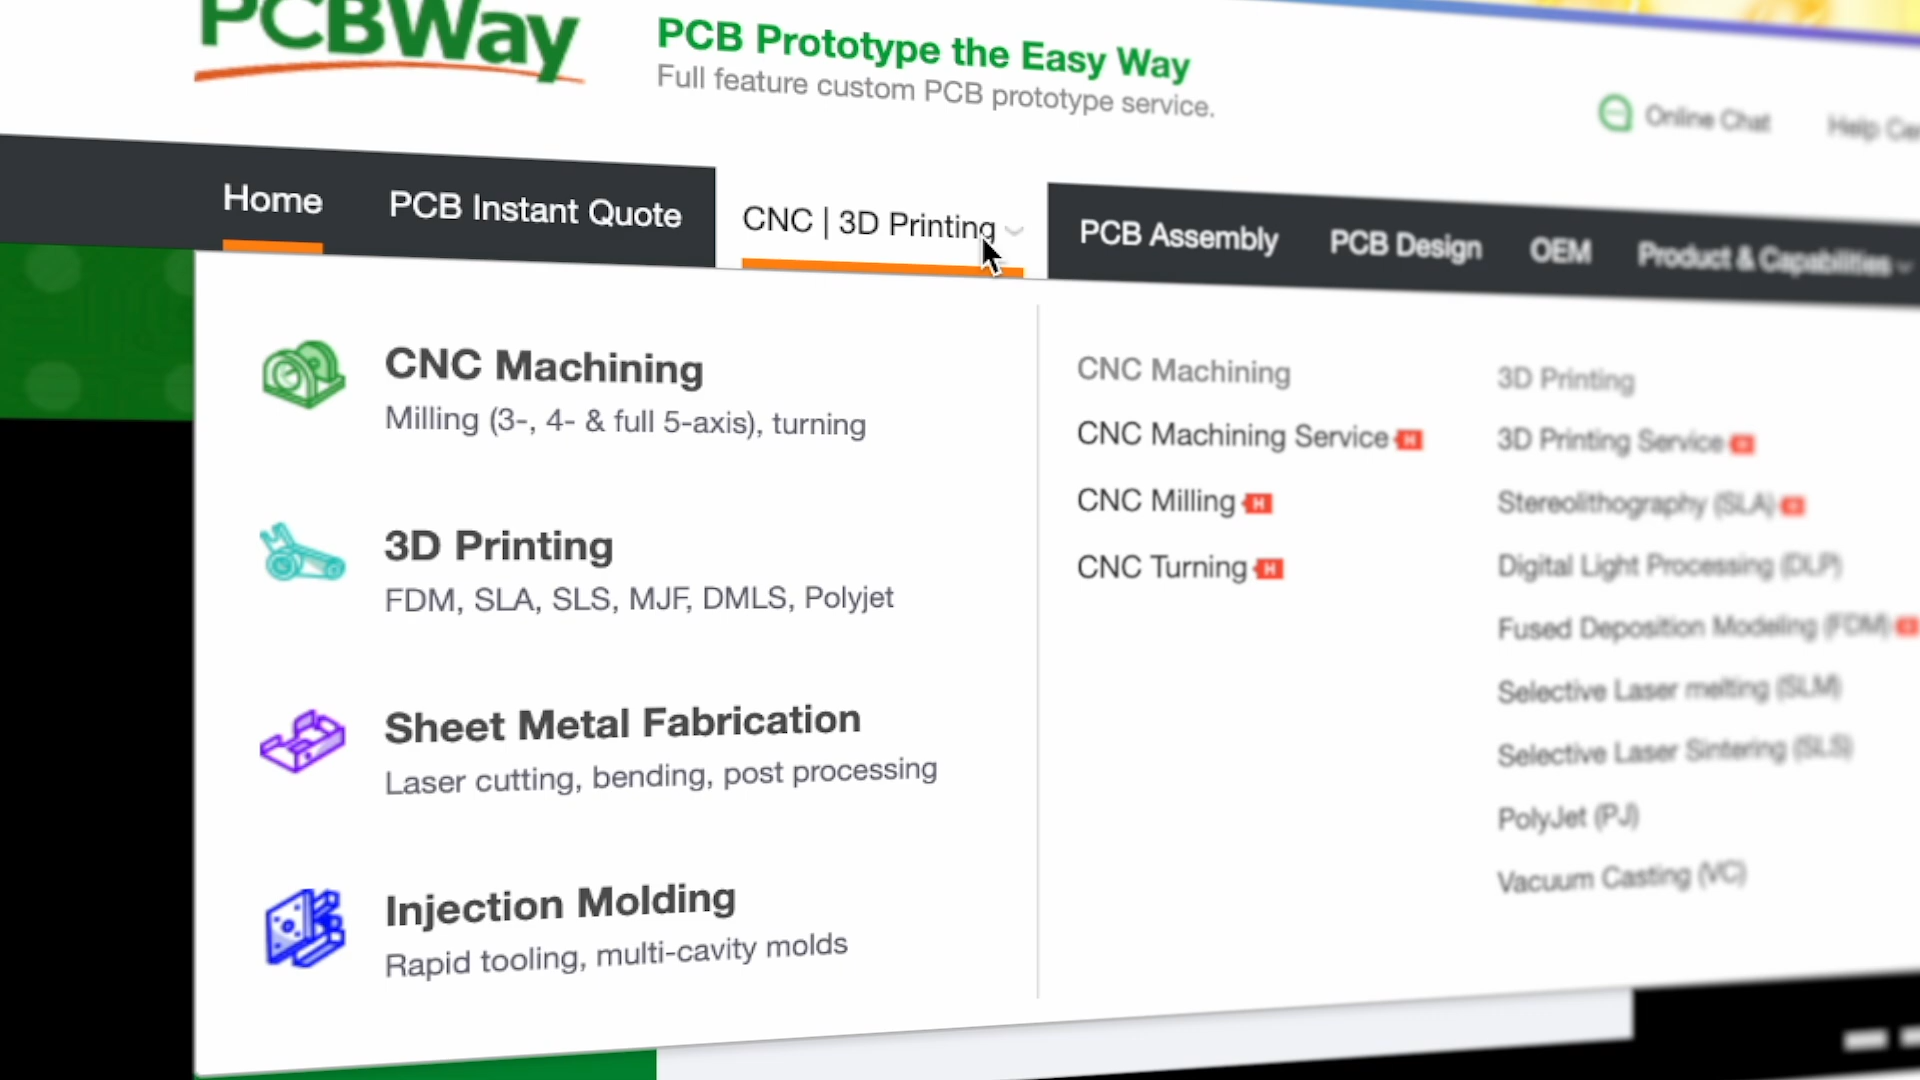 PCBWay
PCB Prototype the Easy Way
Full feature custom PCB prototype service.
Online Chat
Help
Home
PCB Instant Quote
CNC | 3D Printing
PCB Assembly
PCB Design
OEM
Product & Capabilities
CNC Machining
Milling (3-, 4- & full 5-axis), turning
3D Printing
FDM, SLA, SLS, MJF, DMLS, Polyjet
Sheet Metal Fabrication
Laser cutting, bending, post processing
Injection Molding
Rapid tooling, multi-cavity molds
CNC Machining
CNC Machining Service H
CNC Milling H
CNC Turning H
3D Printing
3D Printing Service
Stereolithography (SLA)
Digital Light Processing (DLP)
Fused Deposition Modeling (FDM)
Selective Laser melting (SLM)
Selective Laser Sintering (SLS)
PolyJet (PJ)
Vacuum Casting (VC)